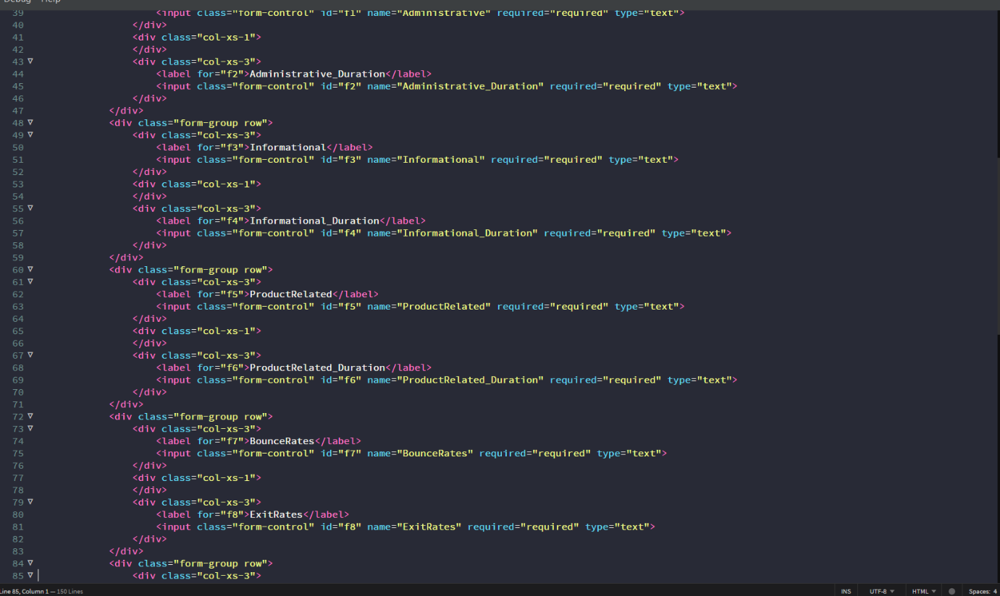 Debug Help
39 <input class="form-control" id="f1" name="Administrative" required="required" type="text">
40 </div>
41 <div class="col-xs-1">
42 </div>
43 <div class="col-xs-3">
44 <label for="f2">Administrative_Duration</label>
45 <input class="form-control" id="f2" name="Administrative_Duration" required="required" type="text">
46 </div>
47 </div>
48 <div class="form-group row">
49 <div class="col-xs-3">
50 <label for="f3">Informational</label>
51 <input class="form-control" id="f3" name="Informational" required="required" type="text">
52 </div>
53 <div class="col-xs-1">
54 </div>
55 <div class="col-xs-3">
56 <label for="f4">Informational_Duration</label>
57 <input class="form-control" id="f4" name="Informational_Duration" required="required" type="text">
58 </div>
59 </div>
60 <div class="form-group row">
61 <div class="col-xs-3">
62 <label for="f5">ProductRelated</label>
63 <input class="form-control" id="f5" name="ProductRelated" required="required" type="text">
64 </div>
65 <div class="col-xs-1">
66 </div>
67 <div class="col-xs-3">
68 <label for="f6">ProductRelated_Duration</label>
69 <input class="form-control" id="f6" name="ProductRelated_Duration" required="required" type="text">
70 </div>
71 </div>
72 <div class="form-group row">
73 <div class="col-xs-3">
74 <label for="f7">BounceRates</label>
75 <input class="form-control" id="f7" name="BounceRates" required="required" type="text">
76 </div>
77 <div class="col-xs-1">
78 </div>
79 <div class="col-xs-3">
80 <label for="f8">ExitRates</label>
81 <input class="form-control" id="f8" name="ExitRates" required="required" type="text">
82 </div>
83 </div>
84 <div class="form-group row">
85 <div class="col-xs-3">
Line 85, Column 1 — 150 Lines INS UTF-8 HTML Spaces: 4